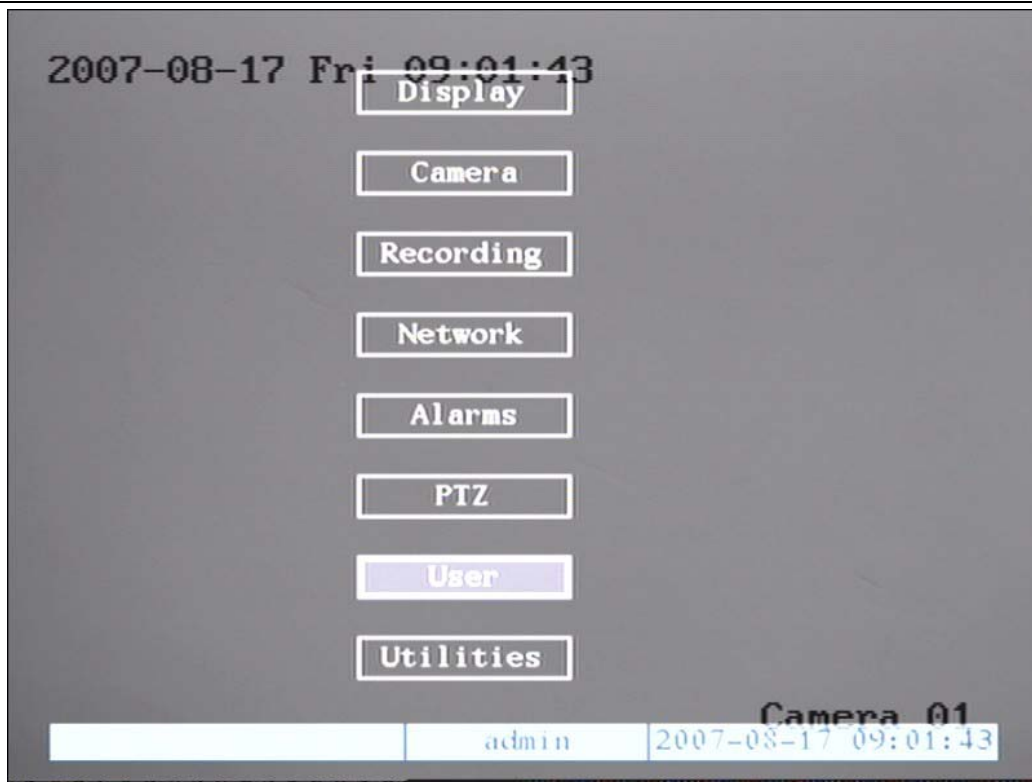 2007-08-17 Fri 09:01:43
Display
Camera
Recording
Network
Alarms
PTZ
User
Utilities
Camera 01
admin
2007-08-17 09:01:43